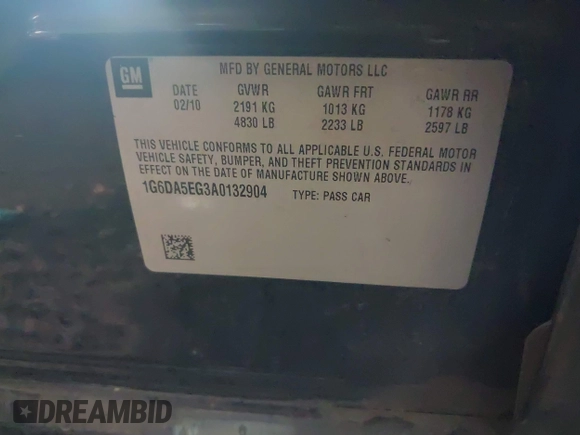 GM
MFD BY GENERAL MOTORS LLC
DATE GVWR GAWR FRT GAWR RR
02/10 2191 KG 1013 KG 1178 KG
4830 LB 2233 LB 2597 LB
THIS VEHICLE CONFORMS TO ALL APPLICABLE U.S. FEDERAL MOTOR
VEHICLE SAFETY, BUMPER, AND THEFT PREVENTION STANDARDS IN
EFFECT ON THE DATE OF MANUFACTURE SHOWN ABOVE.
1G6DA5EG3A0132904 TYPE: PASS CAR
DREAMBID